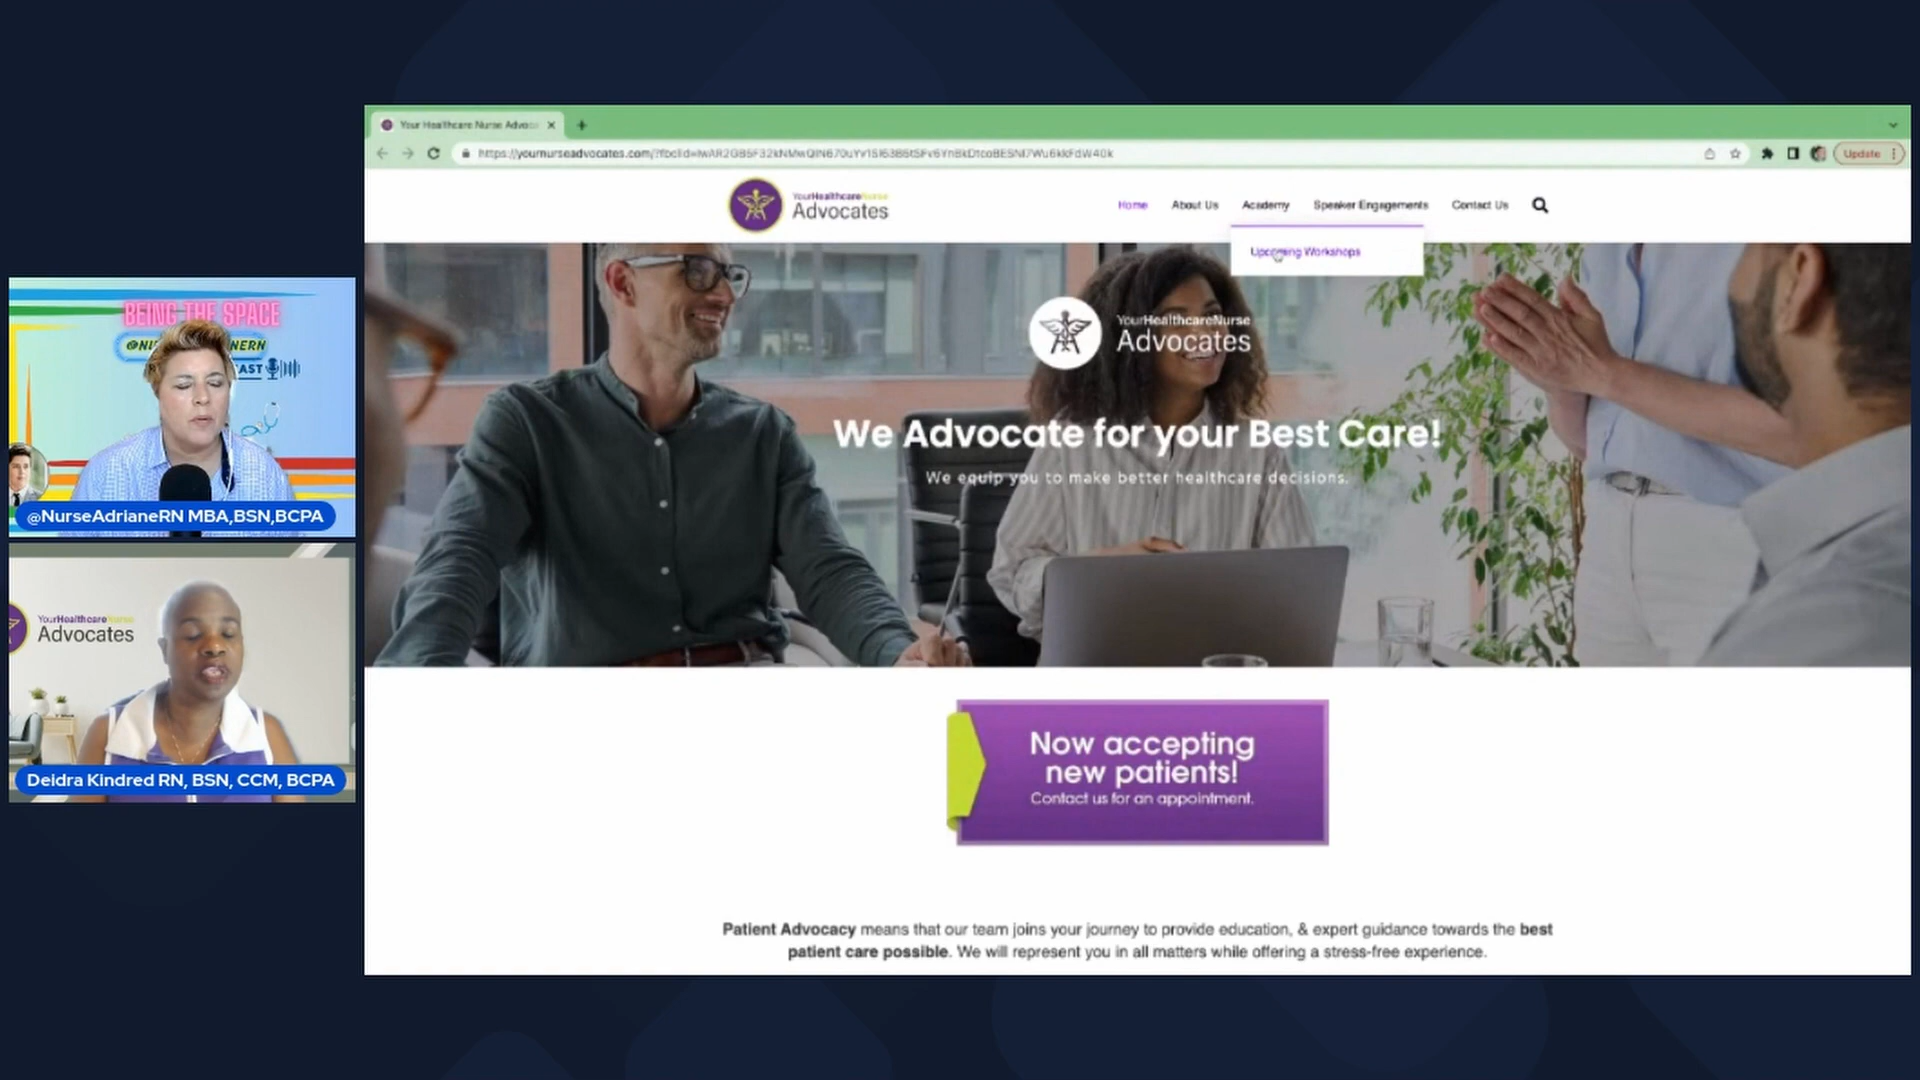 Your Healthcare Nurse Advoca
Update
YourHealthcareNurse
Advocates
Home
About Us
Academy
Speaker Engagements
Contact Us
Upcoming Workshops
YourHealthcareNurse
Advocates
We Advocate for your Best Care!
We equip you to make better healthcare decisions.
Now accepting
new patients!
Contact us for an appointment.
Patient Advocacy means that our team joins your journey to provide education, & expert guidance towards the best
patient care possible. We will represent you in all matters while offering a stress-free experience.
BEING THE SPACE
@NurseAdrianeRN MBA,BSN,BCPA
YourHealthcareNurse
Advocates
Deidra Kindred RN, BSN, CCM, BCPA